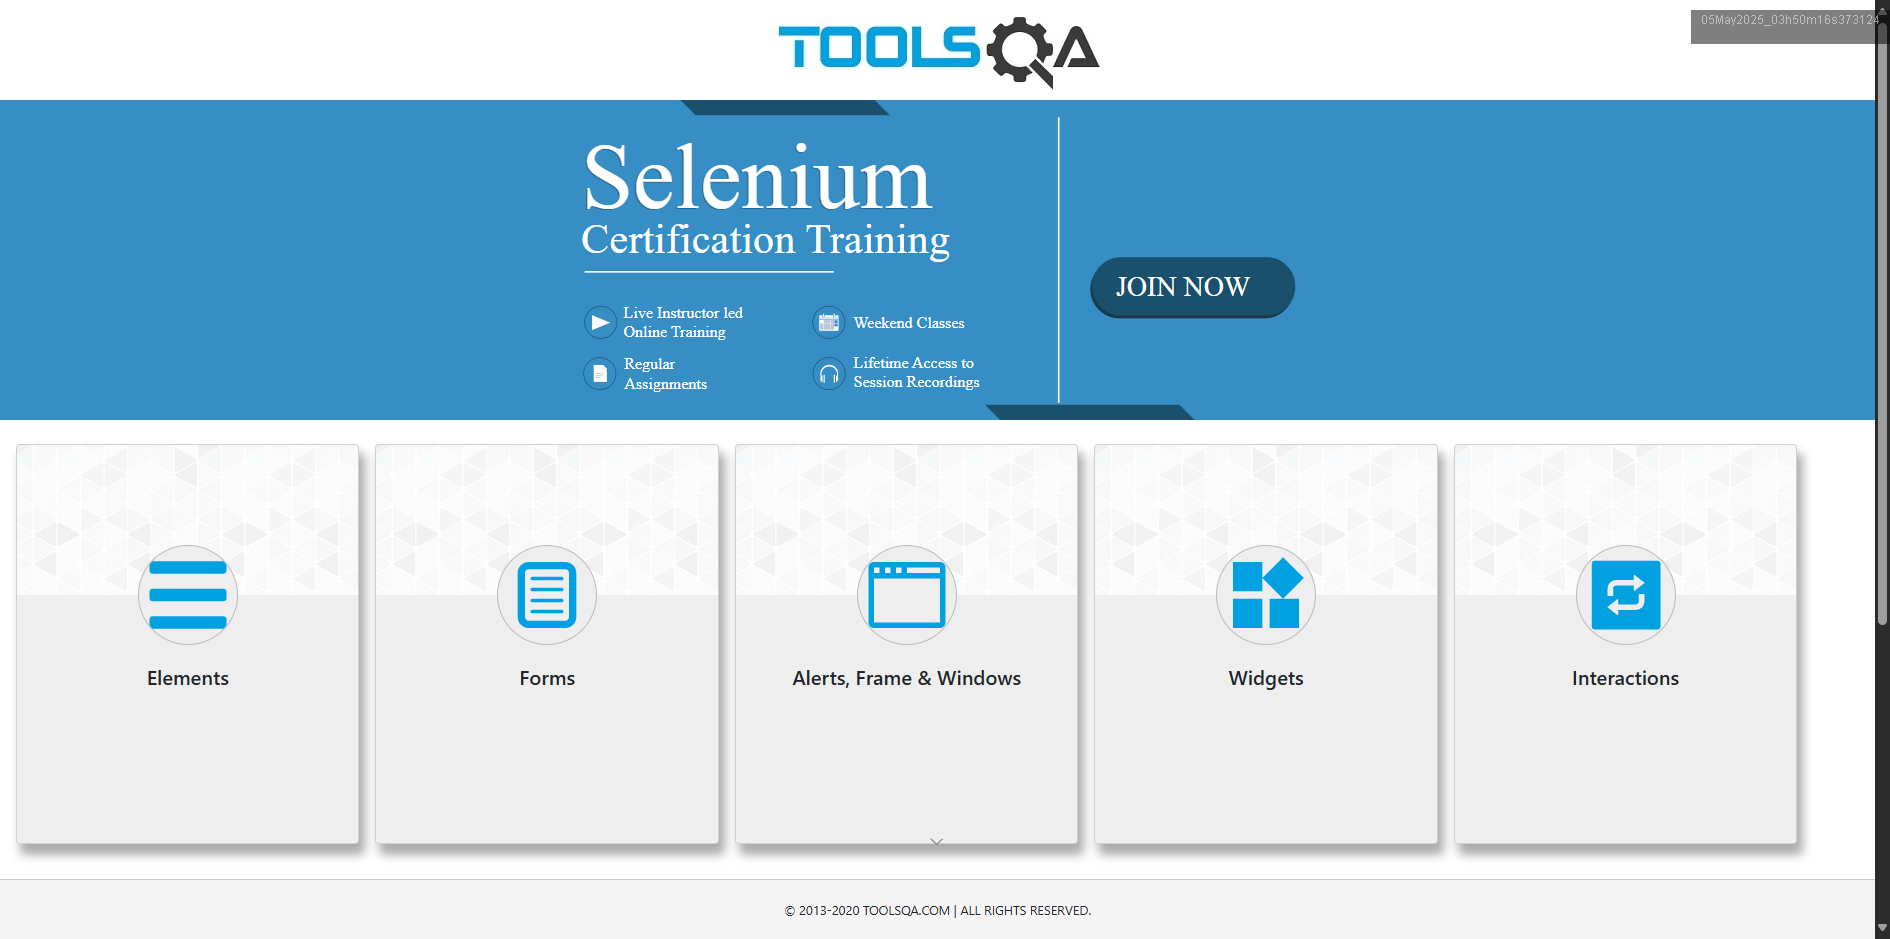 05May2025_03h50m16s373124
TOOLSQA
Selenium
Certification Training
JOIN NOW
Live Instructor led
Online Training
Weekend Classes
Regular
Assignments
Lifetime Access to
Session Recordings
Elements
Forms
Alerts, Frame & Windows
Widgets
Interactions
© 2013-2020 TOOLSQA.COM | ALL RIGHTS RESERVED.